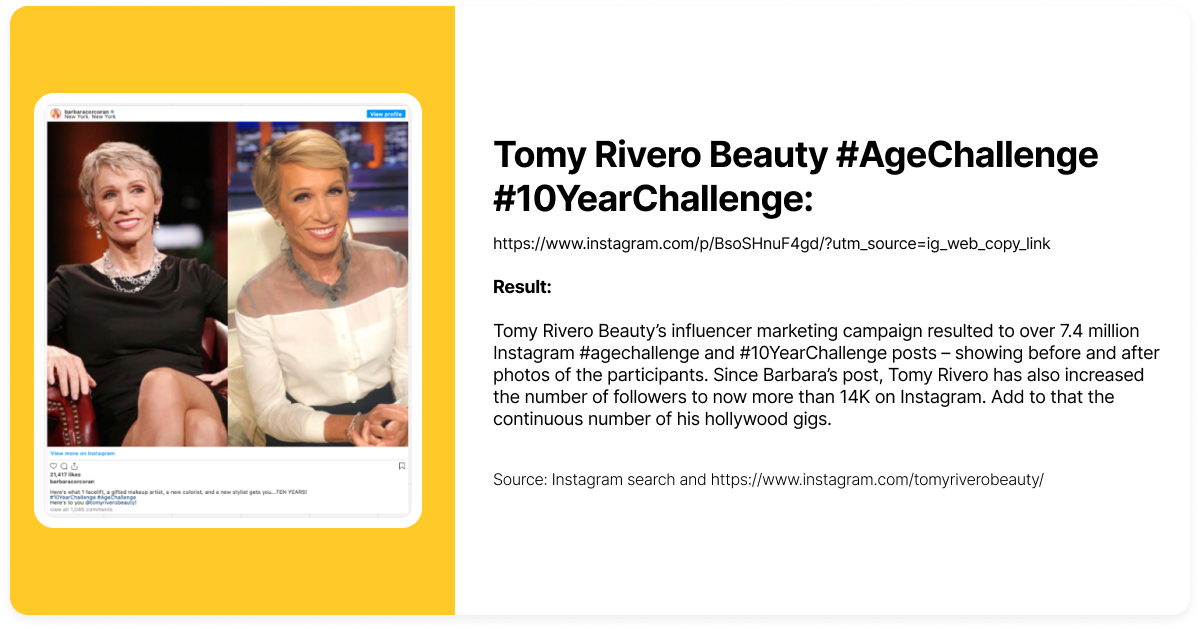 barbaracorcoran
New York, New York
View profile
View more on Instagram
21,417 likes
barbaracorcoran
Here's what 1 facelift, a gifted makeup artist, a new colorist, and a new stylist gets you...TEN YEARS!
#10YearChallenge #AgeChallenge
Here's to you @tomyriverobeauty!
view all 1,045 comments
Tomy Rivero Beauty #AgeChallenge
#10YearChallenge:
https://www.instagram.com/p/BsoSHnuF4gd/?utm_source=ig_web_copy_link
Result:
Tomy Rivero Beauty’s influencer marketing campaign resulted to over 7.4 million
Instagram #agechallenge and #10YearChallenge posts – showing before and after
photos of the participants. Since Barbara’s post, Tomy Rivero has also increased
the number of followers to now more than 14K on Instagram. Add to that the
continuous number of his hollywood gigs.
Source: Instagram search and https://www.instagram.com/tomyriverobeauty/